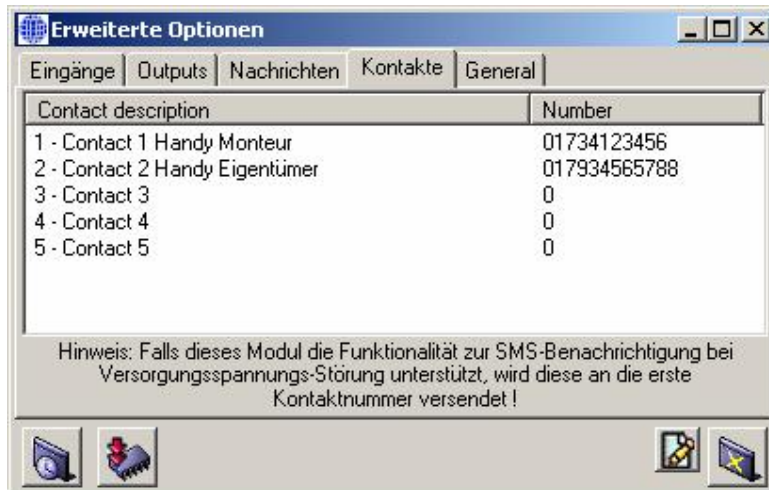 Erweiterte Optionen
Eingänge Outputs Nachrichten Kontakte General
Contact description Number
1 - Contact 1 Handy Monteur 01734123456
2 - Contact 2 Handy Eigentümer 017934565788
3 - Contact 3 0
4 - Contact 4 0
5 - Contact 5 0
Hinweis: Falls dieses Modul die Funktionalität zur SMS-Benachrichtigung bei
Versorgungsspannungs-Störung unterstützt, wird diese an die erste
Kontaktnummer versendet !